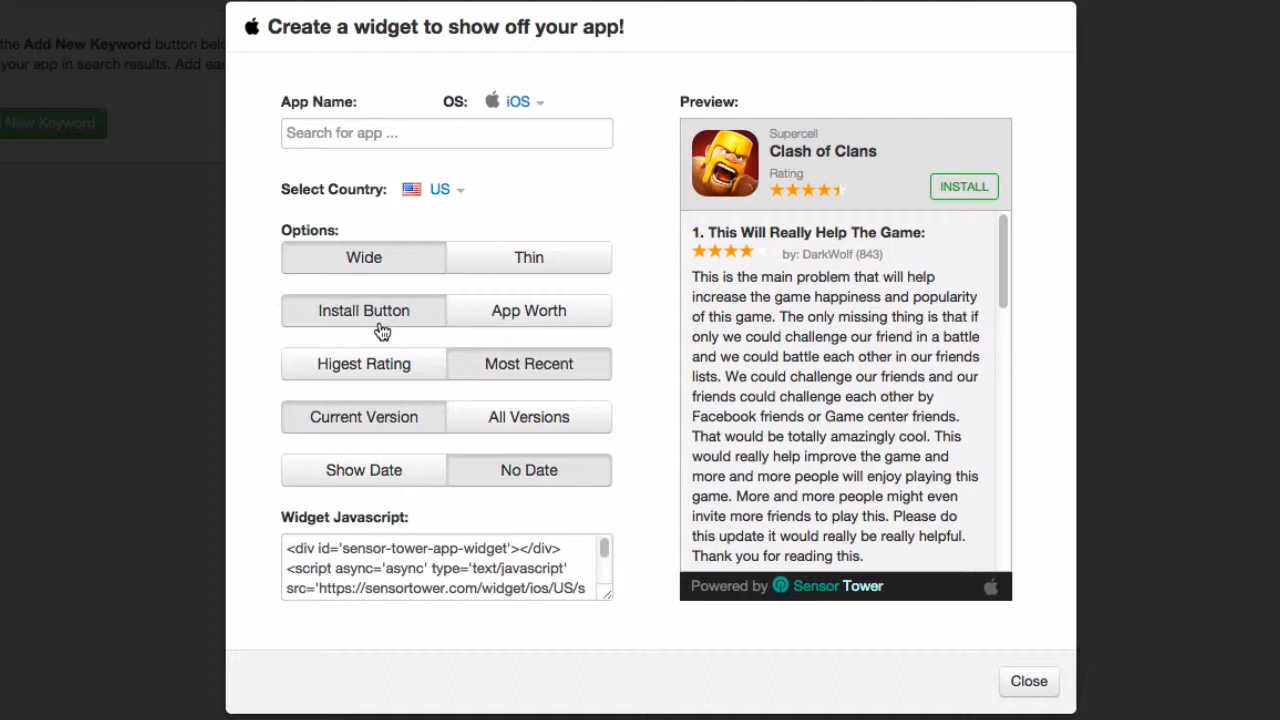 Create a widget to show off your app!
the Add New Keyword button belo
your app in search results. Add eac
New Keyword
App Name:
OS: iOS
Search for app ...
Select Country: US
Options:
Wide
Thin
Install Button
App Worth
Higest Rating
Most Recent
Current Version
All Versions
Show Date
No Date
Widget Javascript:
<div id='sensor-tower-app-widget'></div>
<script async='async' type='text/javascript'
src='https://sensortower.com/widget/ios/US/s
Preview:
Supercell
Clash of Clans
Rating
INSTALL
1. This Will Really Help The Game:
by: DarkWolf (843)
This is the main problem that will help
increase the game happiness and popularity
of this game. The only missing thing is that if
only we could challenge our friend in a battle
and we could battle each other in our friends
lists. We could challenge our friends and our
friends could challenge each other by
Facebook friends or Game center friends.
That would be totally amazingly cool. This
would really help improve the game and
more and more people will enjoy playing this
game. More and more people might even
invite more friends to play this. Please do
this update it would really be really helpful.
Thank you for reading this.
Powered by Sensor Tower
Close